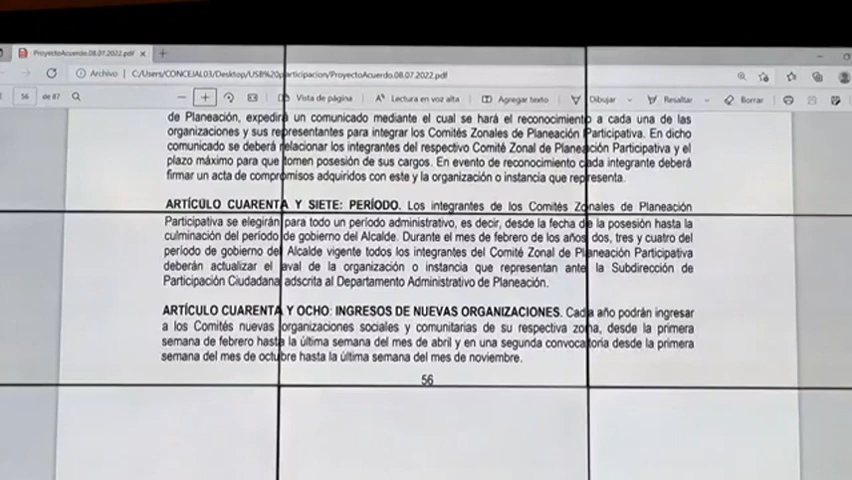 ProyectoAcuerdo.08.07.2022.pdf
Archivo | C:/Users/CONCEJAL03/Desktop/USB%20participacion/ProyectoAcuerdo.08.07.2022.pdf
56 de 87 Vista de página Lectura en voz alta Agregar texto Dibujar Resaltar Borrar
de Planeación, expedirá un comunicado mediante el cual se hará el reconocimiento a cada una de las
organizaciones y sus representantes para integrar los Comités Zonales de Planeación Participativa. En dicho
comunicado se deberá relacionar los integrantes del respectivo Comité Zonal de Planeación Participativa y el
plazo máximo para que tomen posesión de sus cargos. En evento de reconocimiento cada integrante deberá
firmar un acta de compromisos adquiridos con este y la organización o instancia que representa.
ARTÍCULO CUARENTA Y SIETE: PERÍODO. Los integrantes de los Comités Zonales de Planeación
Participativa se elegirán para todo un período administrativo, es decir, desde la fecha de la posesión hasta la
culminación del período de gobierno del Alcalde. Durante el mes de febrero de los años dos, tres y cuatro del
período de gobierno del Alcalde vigente todos los integrantes del Comité Zonal de Planeación Participativa
deberán actualizar el aval de la organización o instancia que representan ante la Subdirección de
Participación Ciudadana adscrita al Departamento Administrativo de Planeación.
ARTÍCULO CUARENTA Y OCHO: INGRESOS DE NUEVAS ORGANIZACIONES. Cada año podrán ingresar
a los Comités nuevas organizaciones sociales y comunitarias de su respectiva zona, desde la primera
semana de febrero hasta la última semana del mes de abril y en una segunda convocatoria desde la primera
semana del mes de octubre hasta la última semana del mes de noviembre.
56